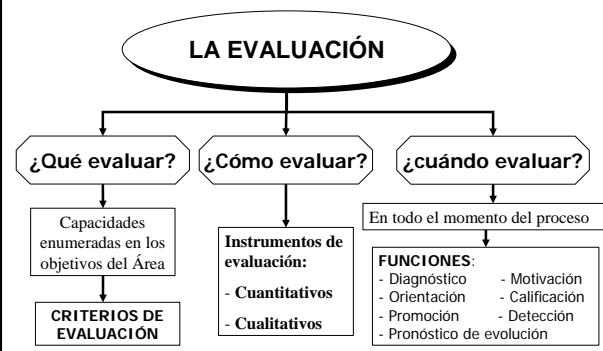 LA EVALUACIÓN
¿Qué evaluar?
¿Cómo evaluar?
¿cuándo evaluar?
Capacidades
enumeradas en los
objetivos del Área
CRITERIOS DE
EVALUACIÓN
Instrumentos de
evaluación:
- Cuantitativos
- Cualitativos
En todo el momento del proceso
FUNCIONES:
- Diagnóstico - Motivación
- Orientación - Calificación
- Promoción - Detección
- Pronóstico de evolución